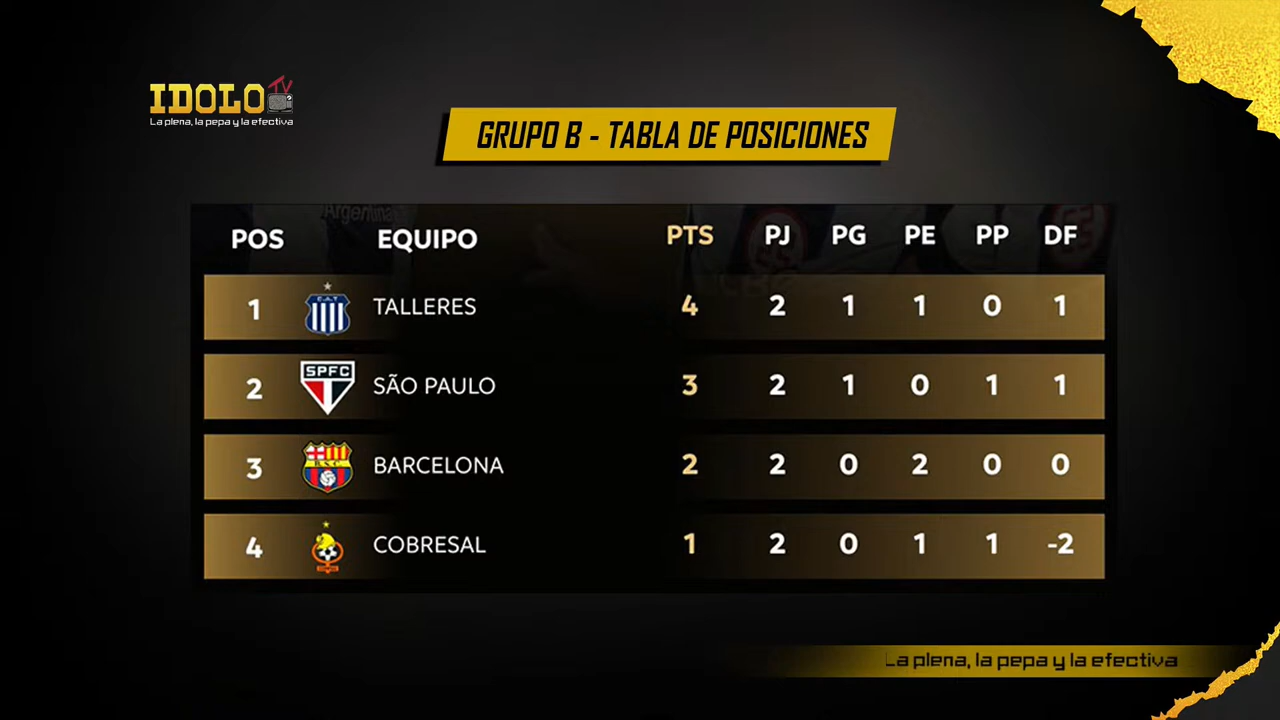 IDOLO TV
La plena, la pepa y la efectiva
GRUPO B - TABLA DE POSICIONES
Argentina
POS EQUIPO PTS PJ PG PE PP DF
1 C.A.T TALLERES 4 2 1 1 0 1
2 SPFC SÃO PAULO 3 2 1 0 1 1
3 B.S.C. BARCELONA 2 2 0 2 0 0
4 COBRESAL 1 2 0 1 1 -2
La plena, la pepa y la efectiva